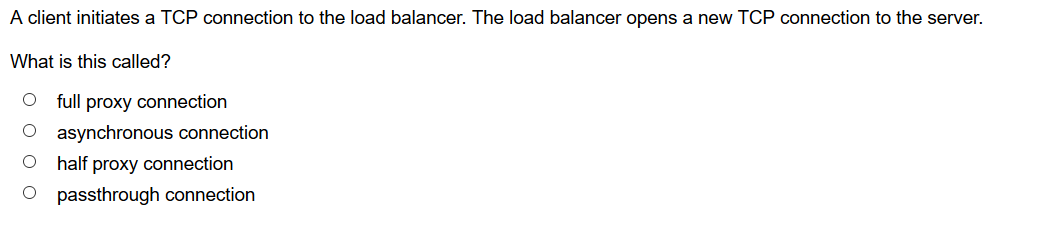 A client initiates a TCP connection to the load balancer. The load balancer opens a new TCP connection to the server.
What is this called?
full proxy connection
asynchronous connection
half proxy connection
passthrough connection